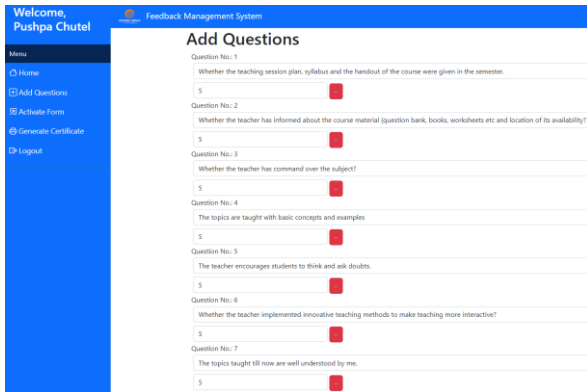 Welcome,
Pushpa Chutel
Menu
Home
Add Questions
Activate Form
Generate Certificate
Logout
Feedback Management System
Add Questions
Question No.: 1
Whether the teaching session plan, syllabus and the handout of the course were given in the semester.
5
-
Question No.: 2
Whether the teacher has informed about the course material (question bank, books, worksheets etc and location of its availability?
5
-
Question No.: 3
Whether the teacher has command over the subject?
5
-
Question No.: 4
The topics are taught with basic concepts and examples
5
-
Question No.: 5
The teacher encourages students to think and ask doubts.
5
-
Question No.: 6
Whether the teacher implemented innovative teaching methods to make teaching more interactive?
5
-
Question No.: 7
The topics taught till now are well understood by me.
5
-